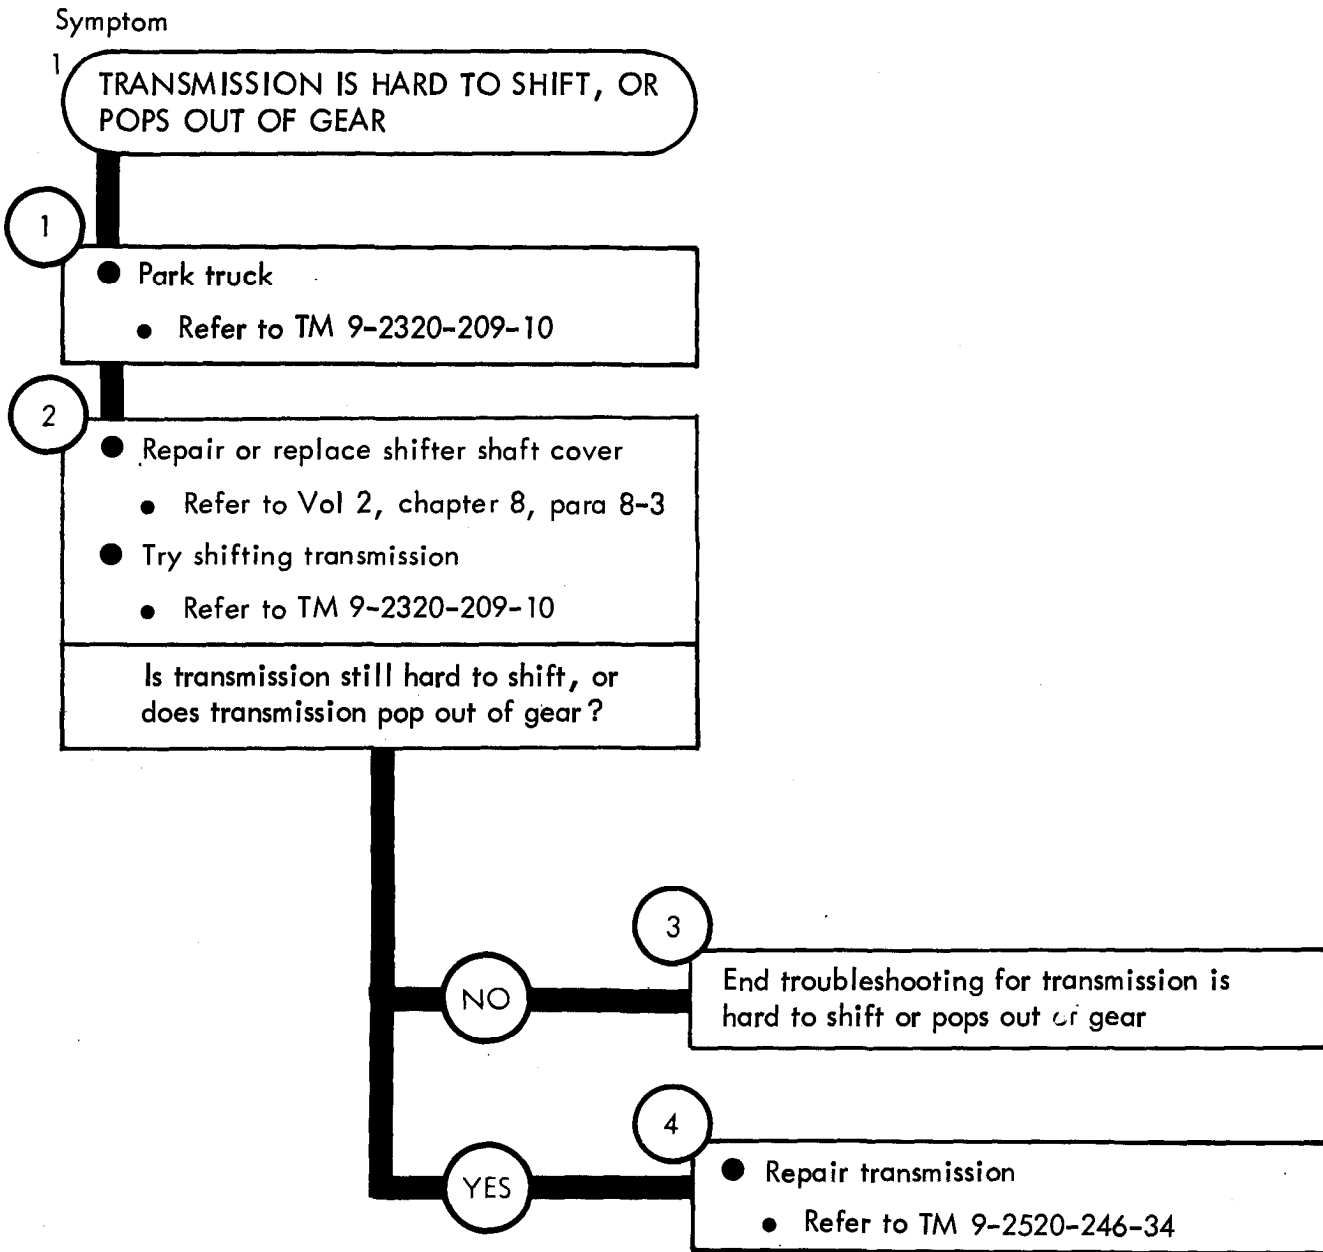 Symptom
1
TRANSMISSION IS HARD TO SHIFT, OR
POPS OUT OF GEAR
1
● Park truck
● Refer to TM 9-2320-209-10
2
● Repair or replace shifter shaft cover
● Refer to Vol 2, chapter 8, para 8-3
● Try shifting transmission
● Refer to TM 9-2320-209-10
Is transmission still hard to shift, or
does transmission pop out of gear?
3
NO
End troubleshooting for transmission is
hard to shift or pops out of gear
4
YES
● Repair transmission
● Refer to TM 9-2520-246-34